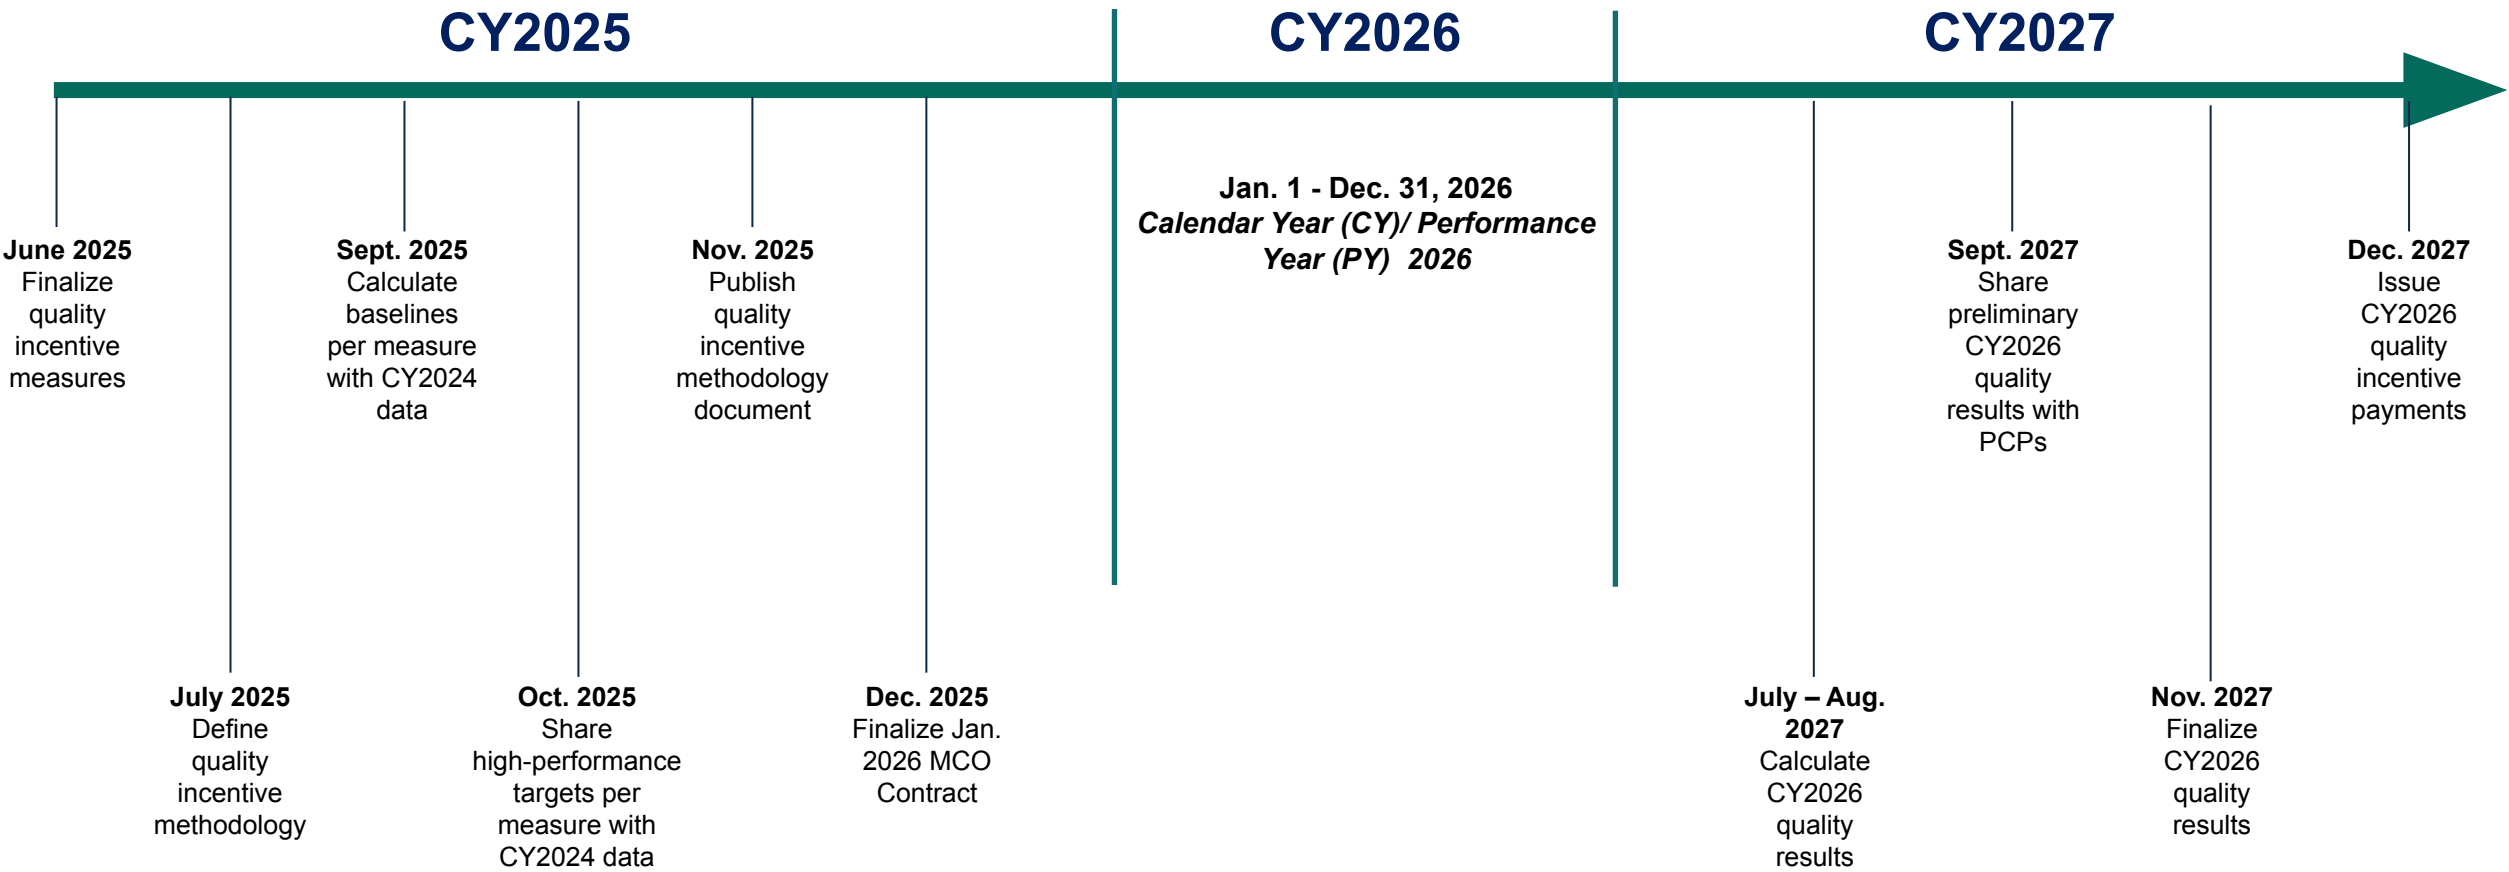 CY2025
CY2026
CY2027
June 2025
Finalize
quality
incentive
measures
July 2025
Define
quality
incentive
methodology
Sept. 2025
Calculate
baselines
per measure
with CY2024
data
Oct. 2025
Share
high-performance
targets per
measure with
CY2024 data
Nov. 2025
Publish
quality
incentive
methodology
document
Dec. 2025
Finalize Jan.
2026 MCO
Contract
Jan. 1 - Dec. 31, 2026
Calendar Year (CY)/ Performance
Year (PY) 2026
July – Aug.
2027
Calculate
CY2026
quality
results
Sept. 2027
Share
preliminary
CY2026
quality
results with
PCPs
Nov. 2027
Finalize
CY2026
quality
results
Dec. 2027
Issue
CY2026
quality
incentive
payments